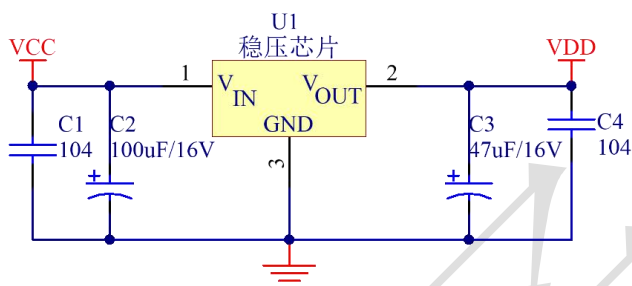 U1
稳压芯片
VCC
VDD
1
2
VIN
VOUT
GND
3
C1
104
C2
100uF/16V
C3
47uF/16V
C4
104